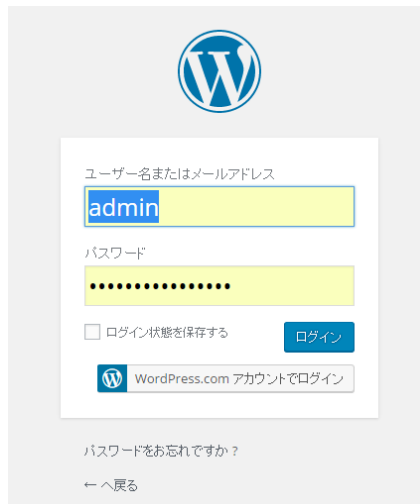 ユーザー名またはメールアドレス
admin
パスワード
••••••••••••••••
ログイン状態を保存する
ログイン
WordPress.com アカウントでログイン
パスワードをお忘れですか ?
← へ戻る